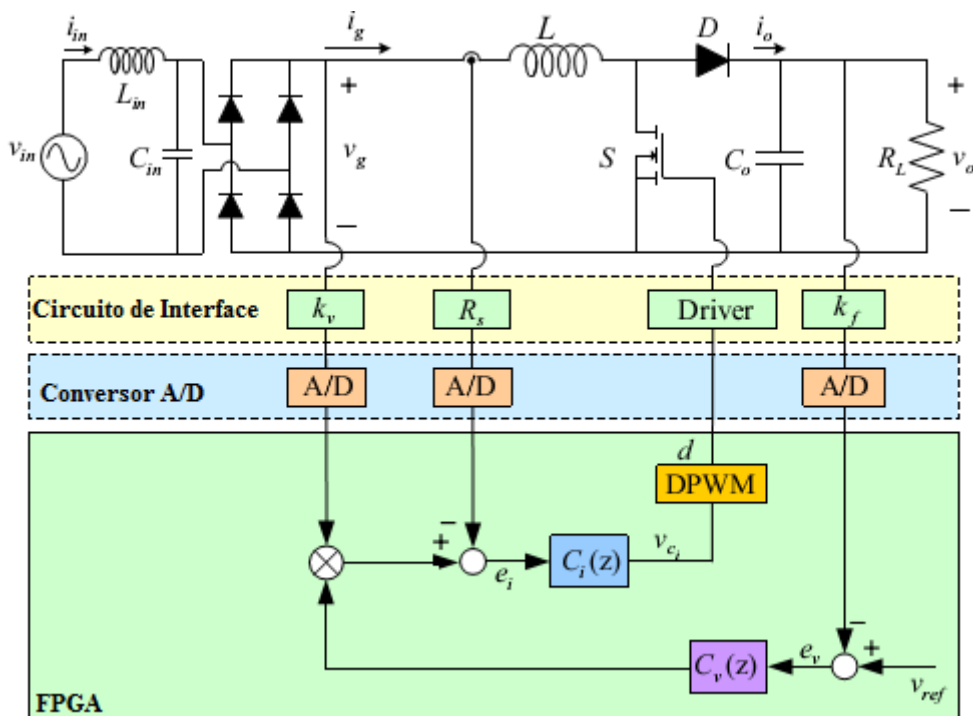 i_in
i_g
L
D
i_o
L_in
+
+
v_in
C_in
v_g
S
C_o
R_L
v_o
−
−
Circuito de Interface
k_v
R_s
Driver
k_f
Conversor A/D
A/D
A/D
A/D
d
DPWM
−
+
e_i
C_i(z)
v_c_i
−
C_v(z)
e_v
+
v_ref
FPGA